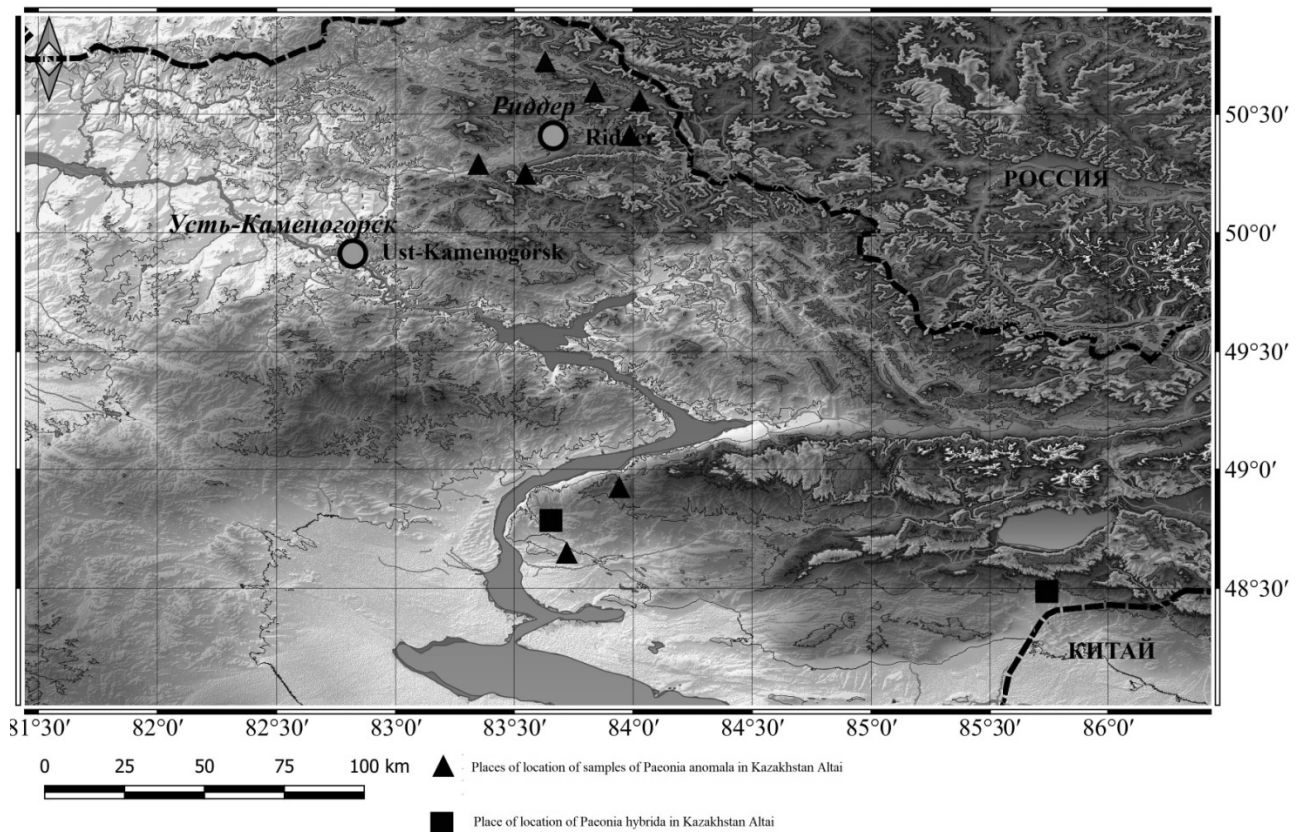 Риддер
50°30′
Ridder
РОССИЯ
Усть-Каменогорск
50°0′
Ust-Kamenogorsk
49°30′
49°0′
48°30′
КИТАЙ
81°30′ 82°0′ 82°30′ 83°0′ 83°30′ 84°0′ 84°30′ 85°0′ 85°30′ 86°0′
0 25 50 75 100 km
Places of location of samples of Paeonia anomala in Kazakhstan Altai
Place of location of Paeonia hybrida in Kazakhstan Altai